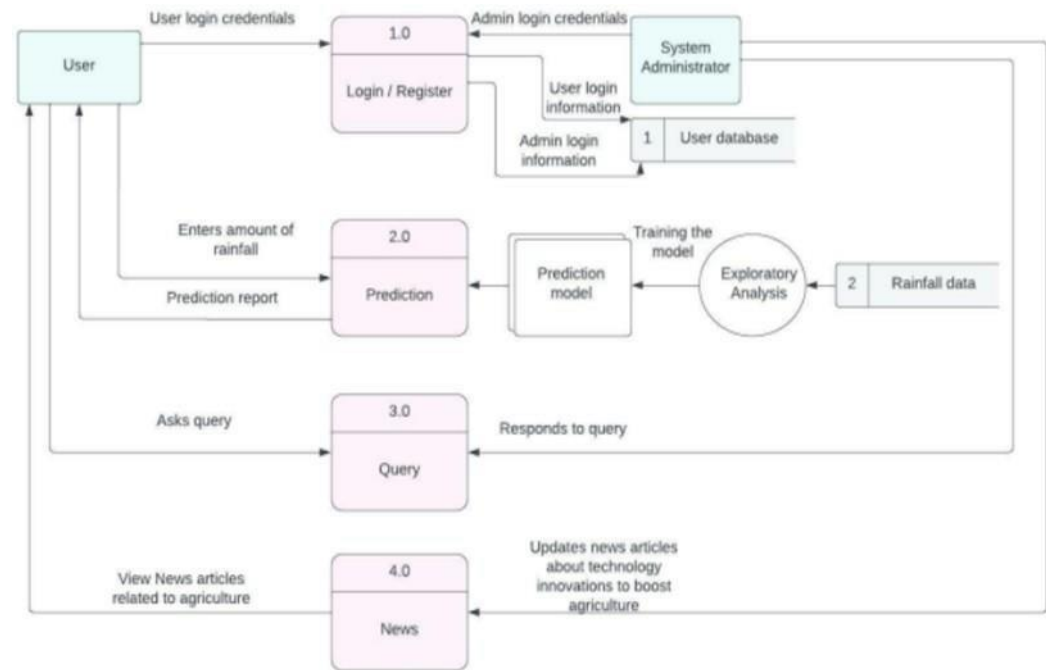 User login credentials
Admin login credentials
1.0
Login / Register
User
System
Administrator
User login
information
Admin login
information
1
User database
Enters amount of
rainfall
Prediction report
2.0
Prediction
Prediction
model
Training the
model
Exploratory
Analysis
2
Rainfall data
Asks query
3.0
Query
Responds to query
View News articles
related to agriculture
4.0
News
Updates news articles
about technology
innovations to boost
agriculture